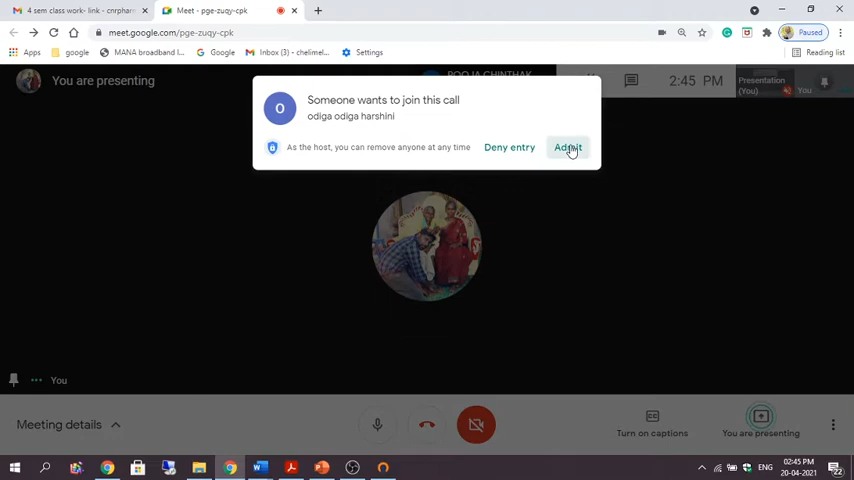 4 sem class work- link - cnrphar
Meet - pge-zuqy-cpk
meet.google.com/pge-zuqy-cpk
Paused
Apps
google
MANA broadband I...
Google
Inbox (3) - chelimel...
Settings
Reading list
You are presenting
POOJA CHINTHAK
2:45 PM
Presentation
(You)
You
Someone wants to join this call
O
odiga odiga harshini
As the host, you can remove anyone at any time
Deny entry
Admit
You
Meeting details
Turn on captions
You are presenting
ENG
02:45 PM
20-04-2021
22